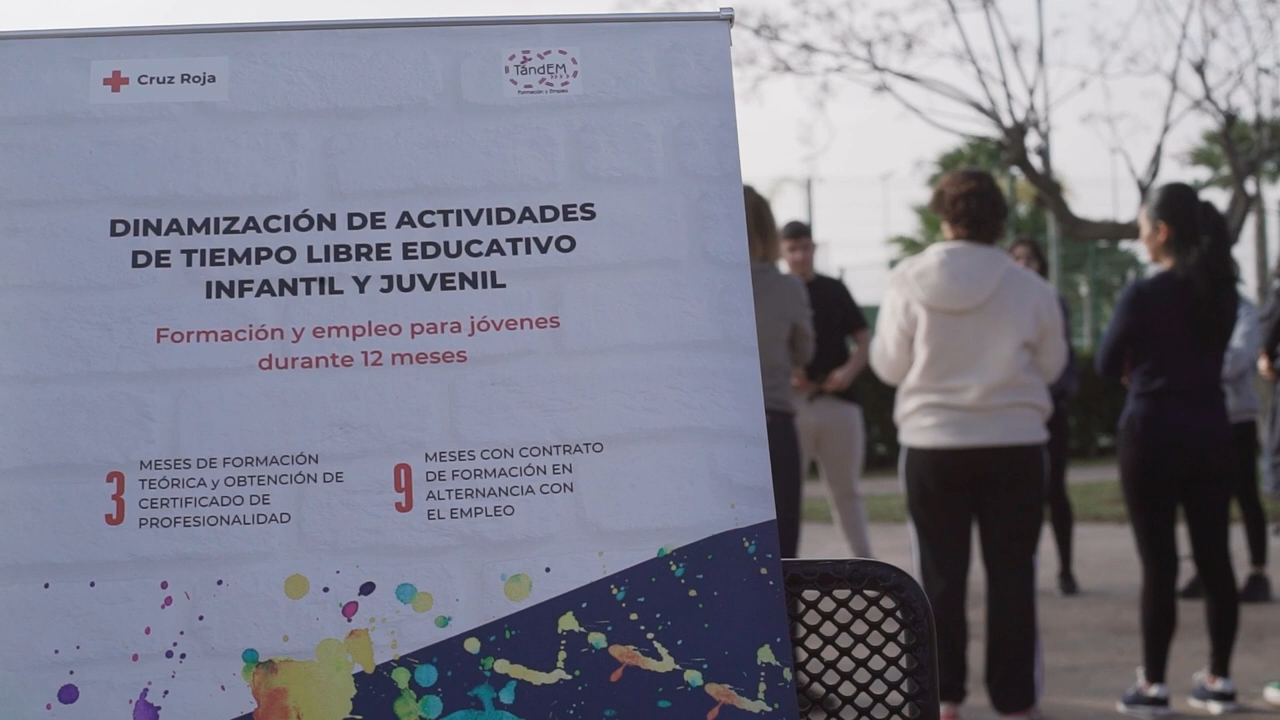 Cruz Roja
TándEM
Formación y Empleo
DINAMIZACIÓN DE ACTIVIDADES
DE TIEMPO LIBRE EDUCATIVO
INFANTIL Y JUVENIL
Formación y empleo para jóvenes
durante 12 meses
3
MESES DE FORMACIÓN
TEÓRICA y OBTENCIÓN DE
CERTIFICADO DE
PROFESIONALIDAD
9
MESES CON CONTRATO
DE FORMACIÓN EN
ALTERNANCIA CON
EL EMPLEO